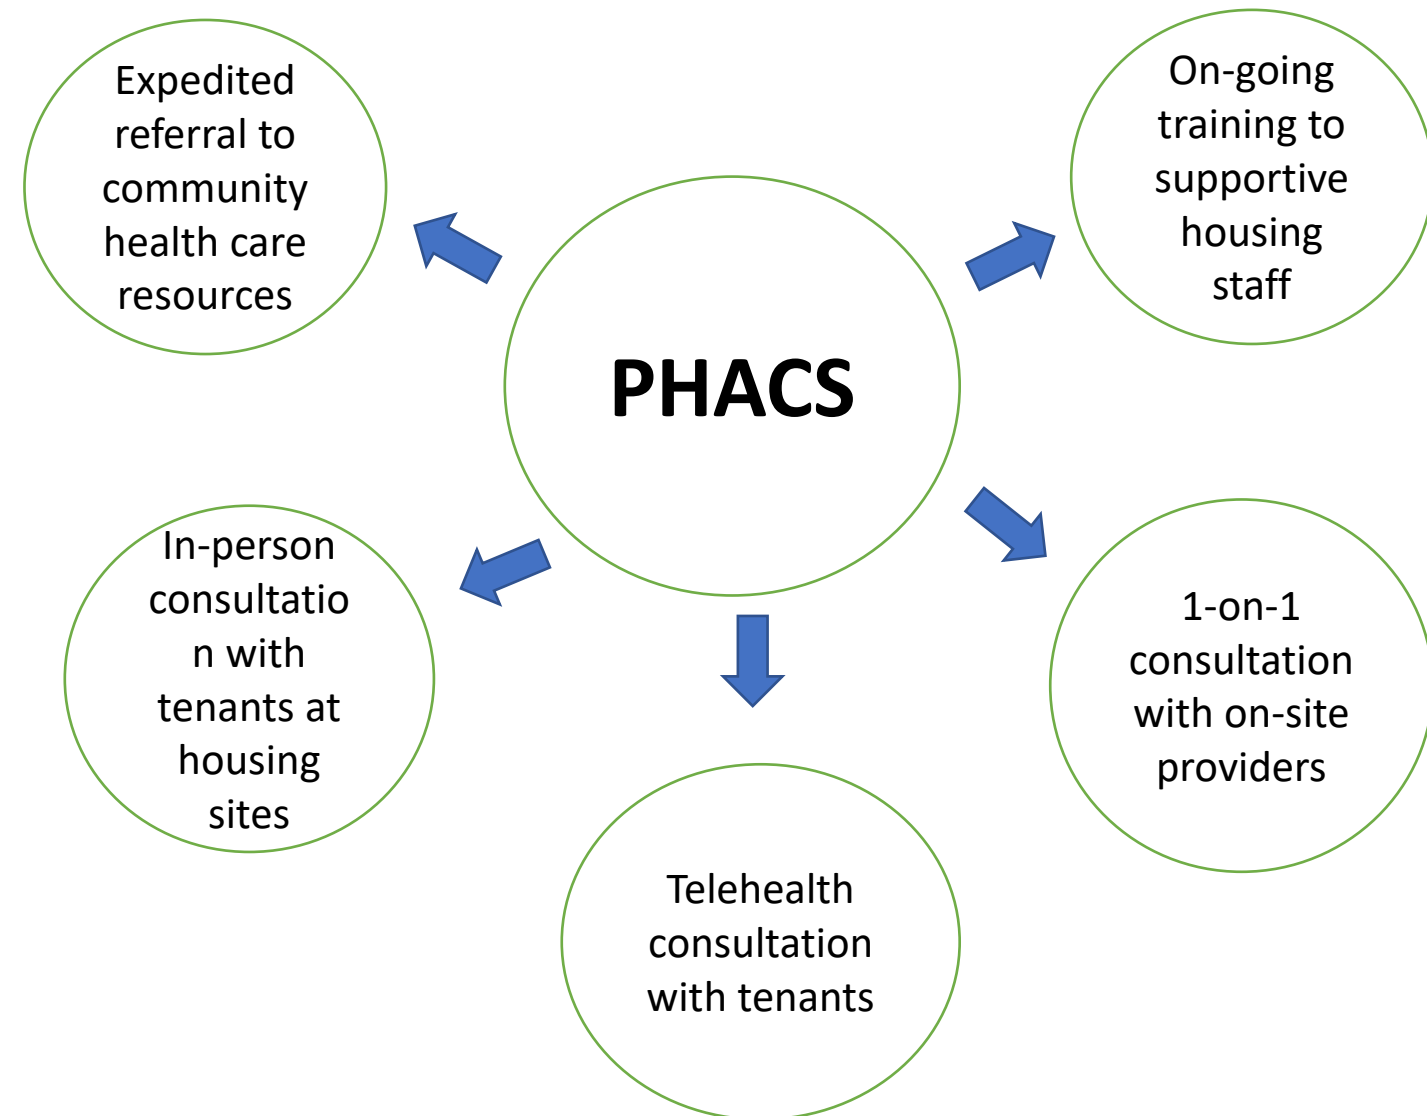 Expedited
referral to
community
health care
resources
On-going
training to
supportive
housing
staff
PHACS
In-person
consultatio
n with
tenants at
housing
sites
1-on-1
consultation
with on-site
providers
Telehealth
consultation
with tenants